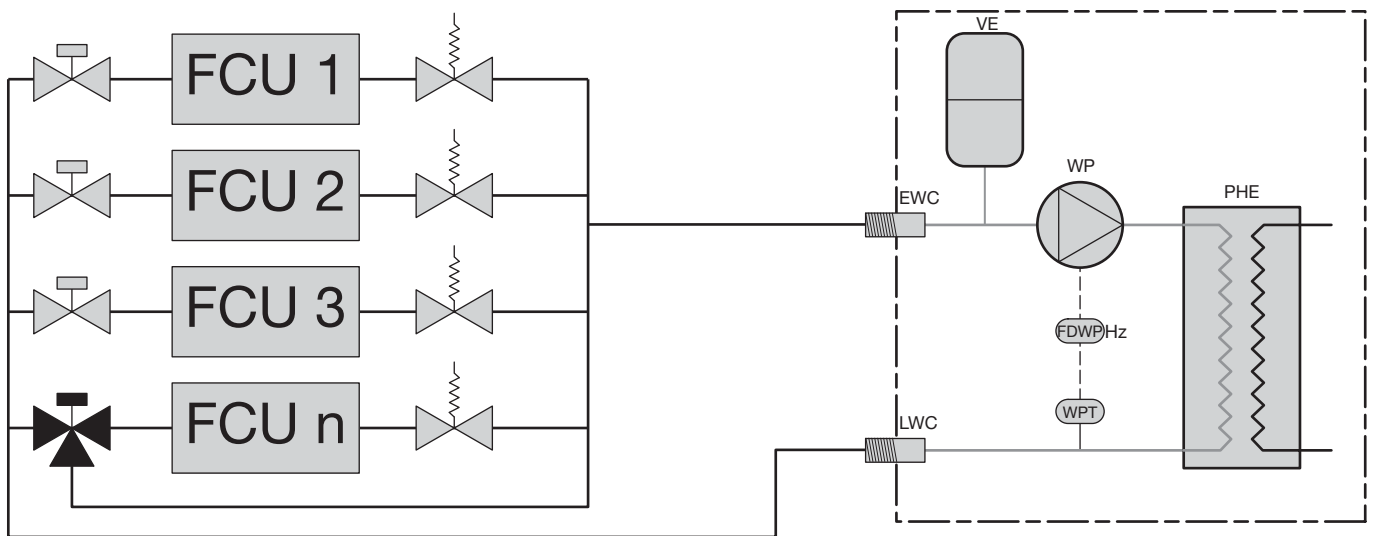 FCU 1
FCU 2
FCU 3
FCU n
VE
WP
PHE
EWC
FDWP Hz
WPT
LWC